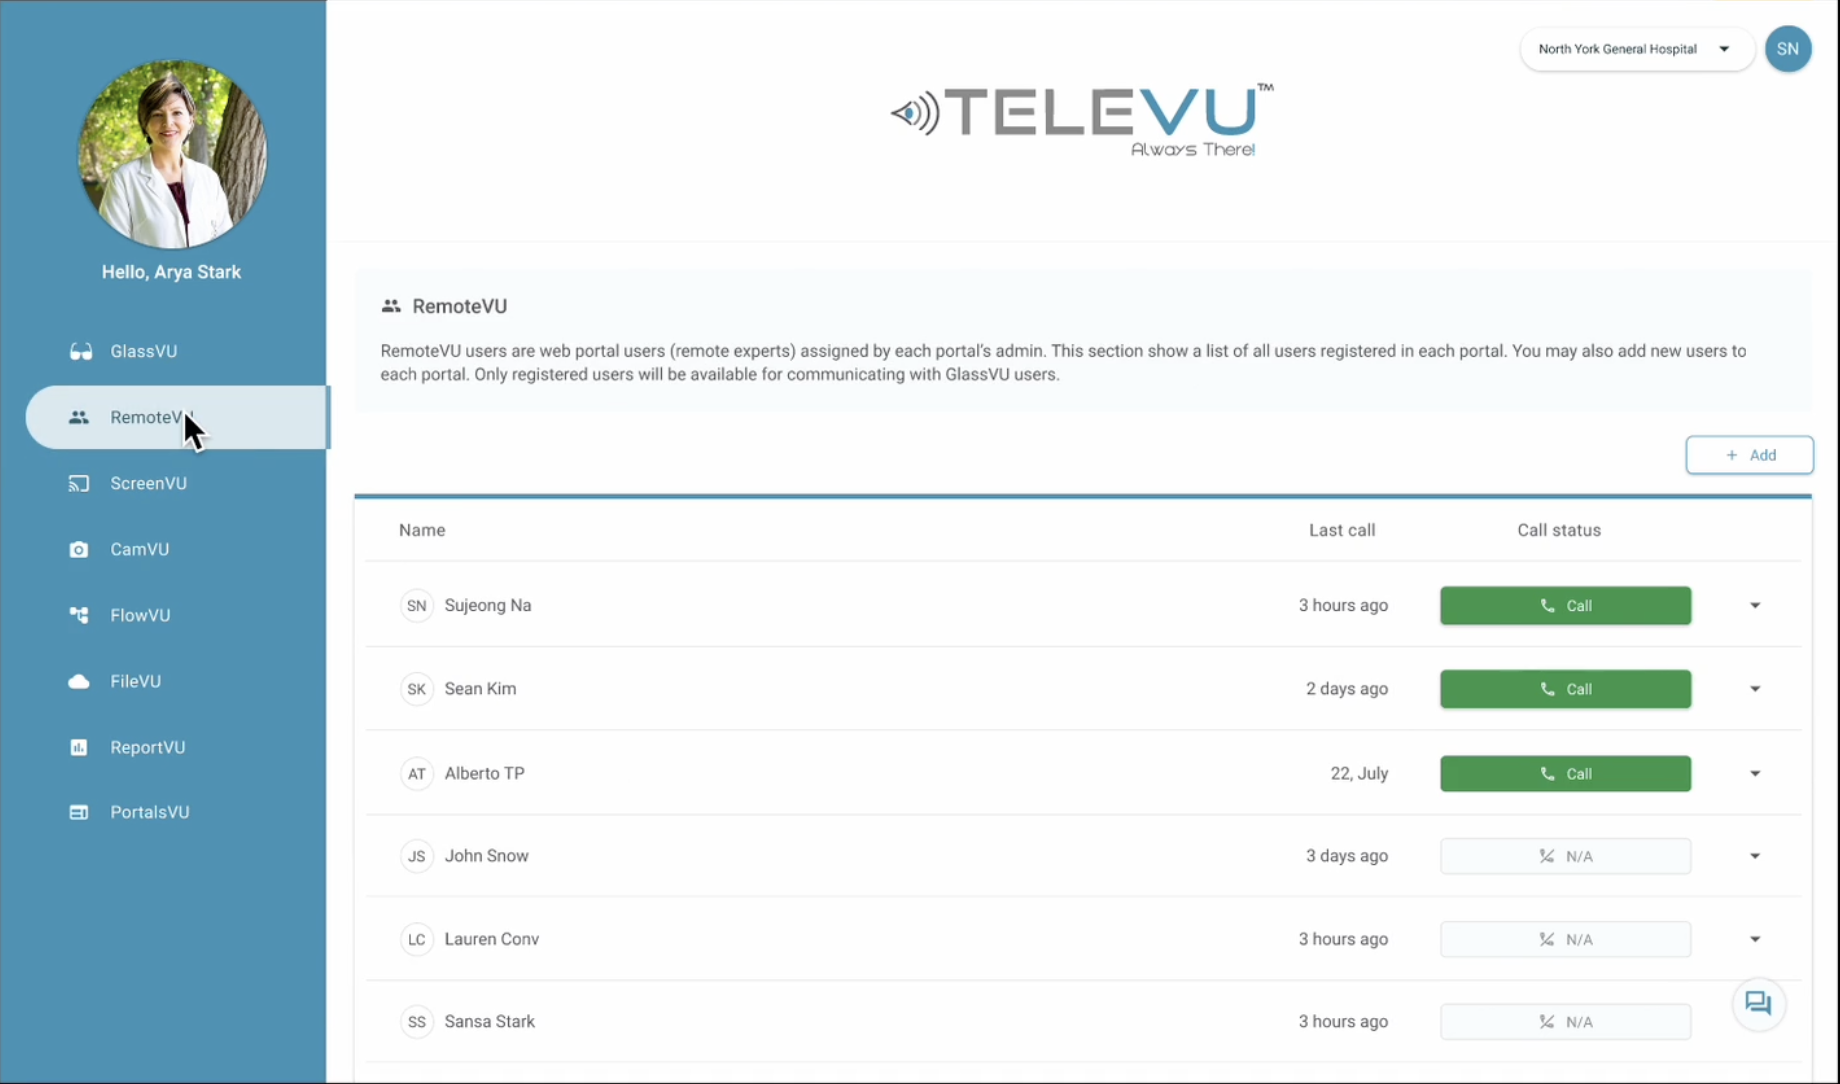 North York General Hospital
SN
TELEVU™
Always There!
Hello, Arya Stark
GlassVU
RemoteV
ScreenVU
CamVU
FlowVU
FileVU
ReportVU
PortalsVU
RemoteVU
RemoteVU users are web portal users (remote experts) assigned by each portal's admin. This section show a list of all users registered in each portal. You may also add new users to
each portal. Only registered users will be available for communicating with GlassVU users.
+ Add
Name Last call Call status
SN Sujeong Na 3 hours ago Call
SK Sean Kim 2 days ago Call
AT Alberto TP 22, July Call
JS John Snow 3 days ago N/A
LC Lauren Conv 3 hours ago N/A
SS Sansa Stark 3 hours ago N/A